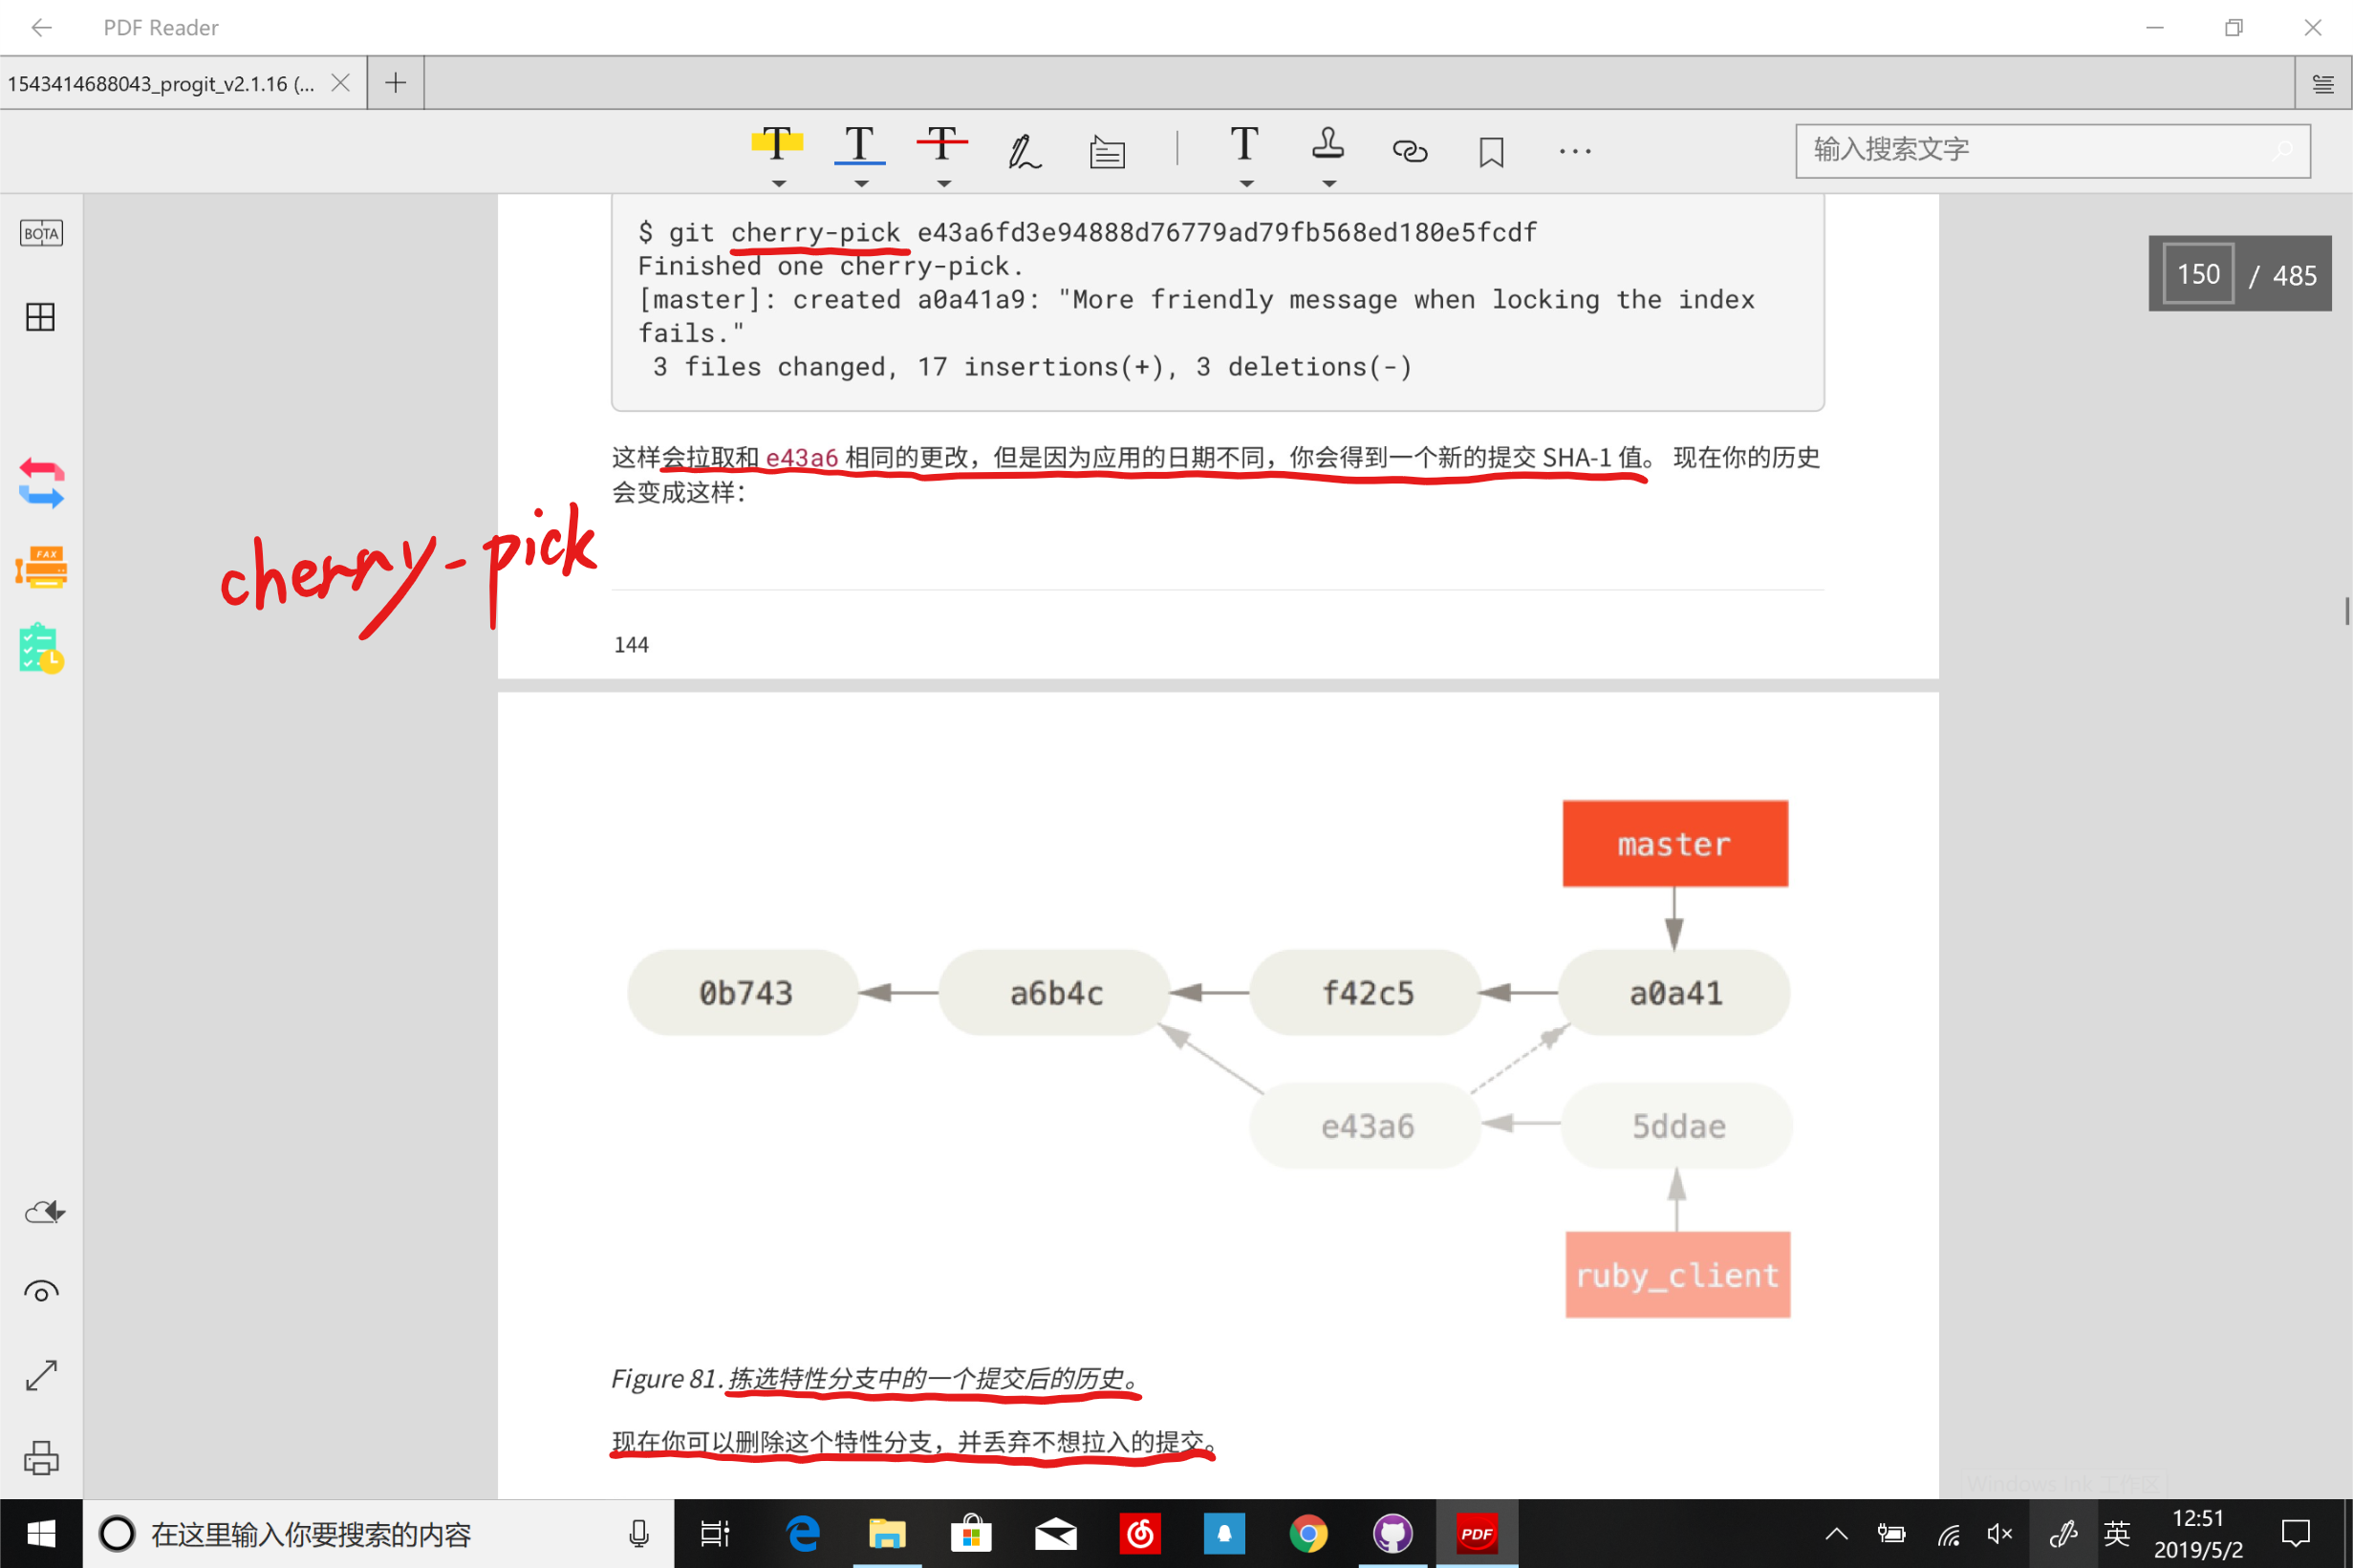 PDF Reader
1543414688043_progit_v2.1.16 (...
T T T T
输入搜索文字
BOTA
$ git cherry-pick e43a6fd3e94888d76779ad79fb568ed180e5fcdf
Finished one cherry-pick.
[master]: created a0a41a9: "More friendly message when locking the index
fails."
3 files changed, 17 insertions(+), 3 deletions(-)
150 / 485
这样会拉取和 e43a6 相同的更改，但是因为应用的日期不同，你会得到一个新的提交 SHA-1 值。 现在你的历史
会变成这样：
cherry-pick
FAX
144
master
0b743 a6b4c f42c5 a0a41
e43a6 5ddae
ruby_client
Figure 81. 拣选特性分支中的一个提交后的历史。
现在你可以删除这个特性分支，并丢弃不想拉入的提交。
Windows Ink 工作区
在这里输入你要搜索的内容
PDF
英
12:51
2019/5/2